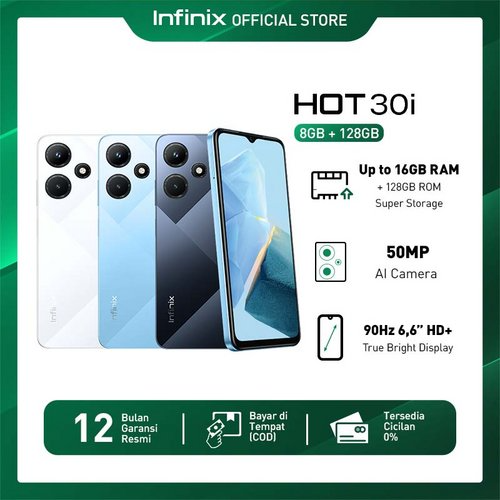 Infinix OFFICIAL STORE
HOT 30i
8GB + 128GB
Up to 16GB RAM
+ 128GB ROM
Super Storage
50MP
AI Camera
90Hz 6,6” HD+
True Bright Display
Infinix
Infinix
Infinix
12 Bulan
Garansi
Resmi
Bayar di
Tempat
(COD)
Tersedia
Cicilan
0%